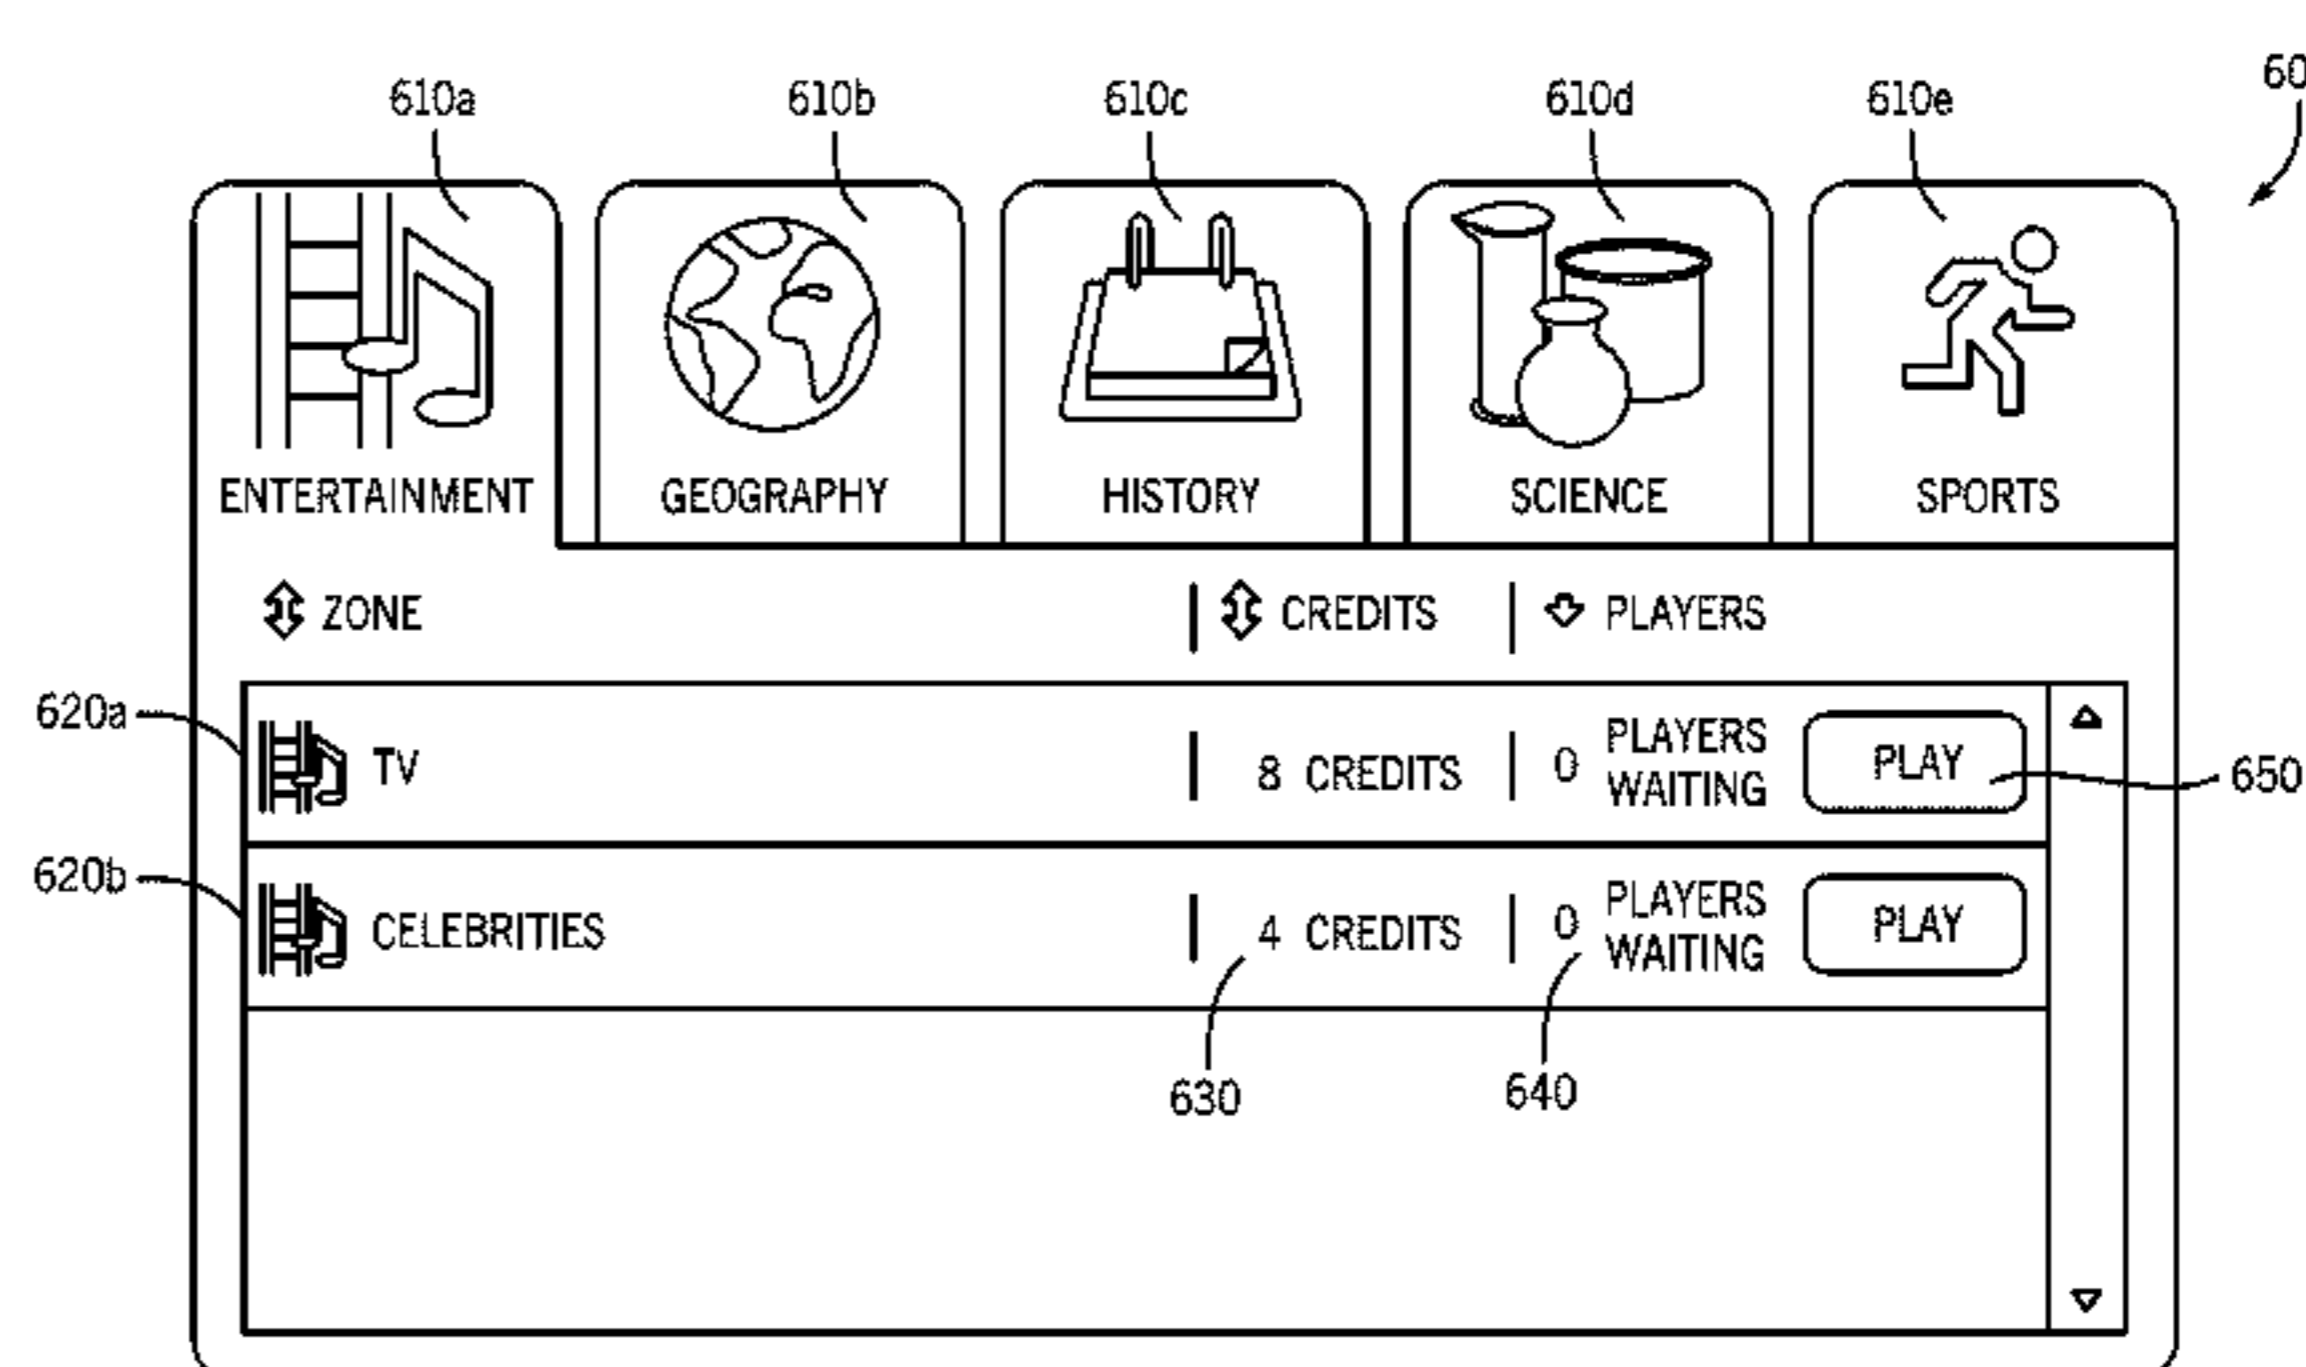 610a 610b 610c 610d 610e 60
ENTERTAINMENT GEOGRAPHY HISTORY SCIENCE SPORTS
ZONE CREDITS PLAYERS
620a TV 8 CREDITS 0 PLAYERS WAITING PLAY 650
620b CELEBRITIES 4 CREDITS 0 PLAYERS WAITING PLAY
630 640